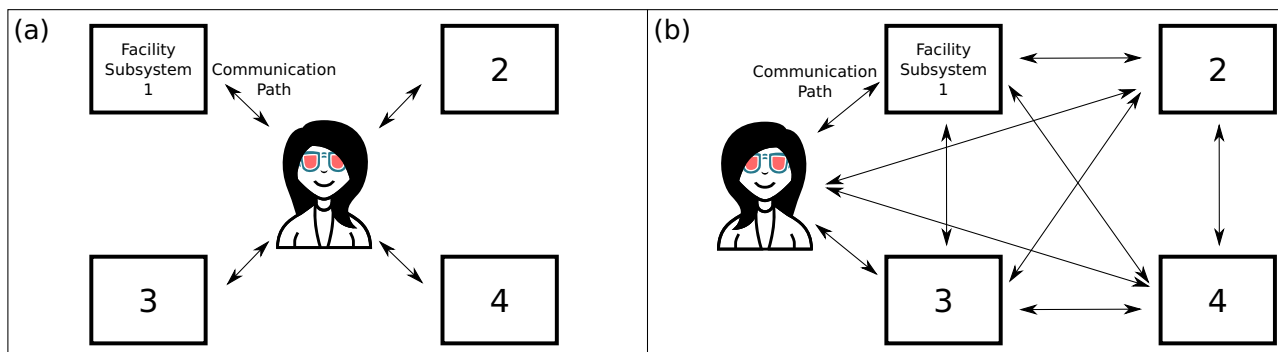 (a)
Facility
Subsystem
1
Communication
Path
2
3
4
(b)
Communication
Path
Facility
Subsystem
1
2
3
4